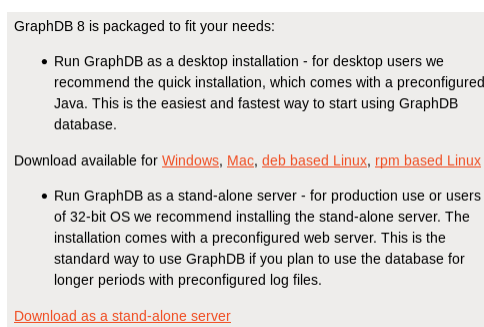 GraphDB 8 is packaged to fit your needs:
Run GraphDB as a desktop installation - for desktop users we
recommend the quick installation, which comes with a preconfigured
Java. This is the easiest and fastest way to start using GraphDB
database.
Download available for Windows, Mac, deb based Linux, rpm based Linux
Run GraphDB as a stand-alone server - for production use or users
of 32-bit OS we recommend installing the stand-alone server. The
installation comes with a preconfigured web server. This is the
standard way to use GraphDB if you plan to use the database for
longer periods with preconfigured log files.
Download as a stand-alone server